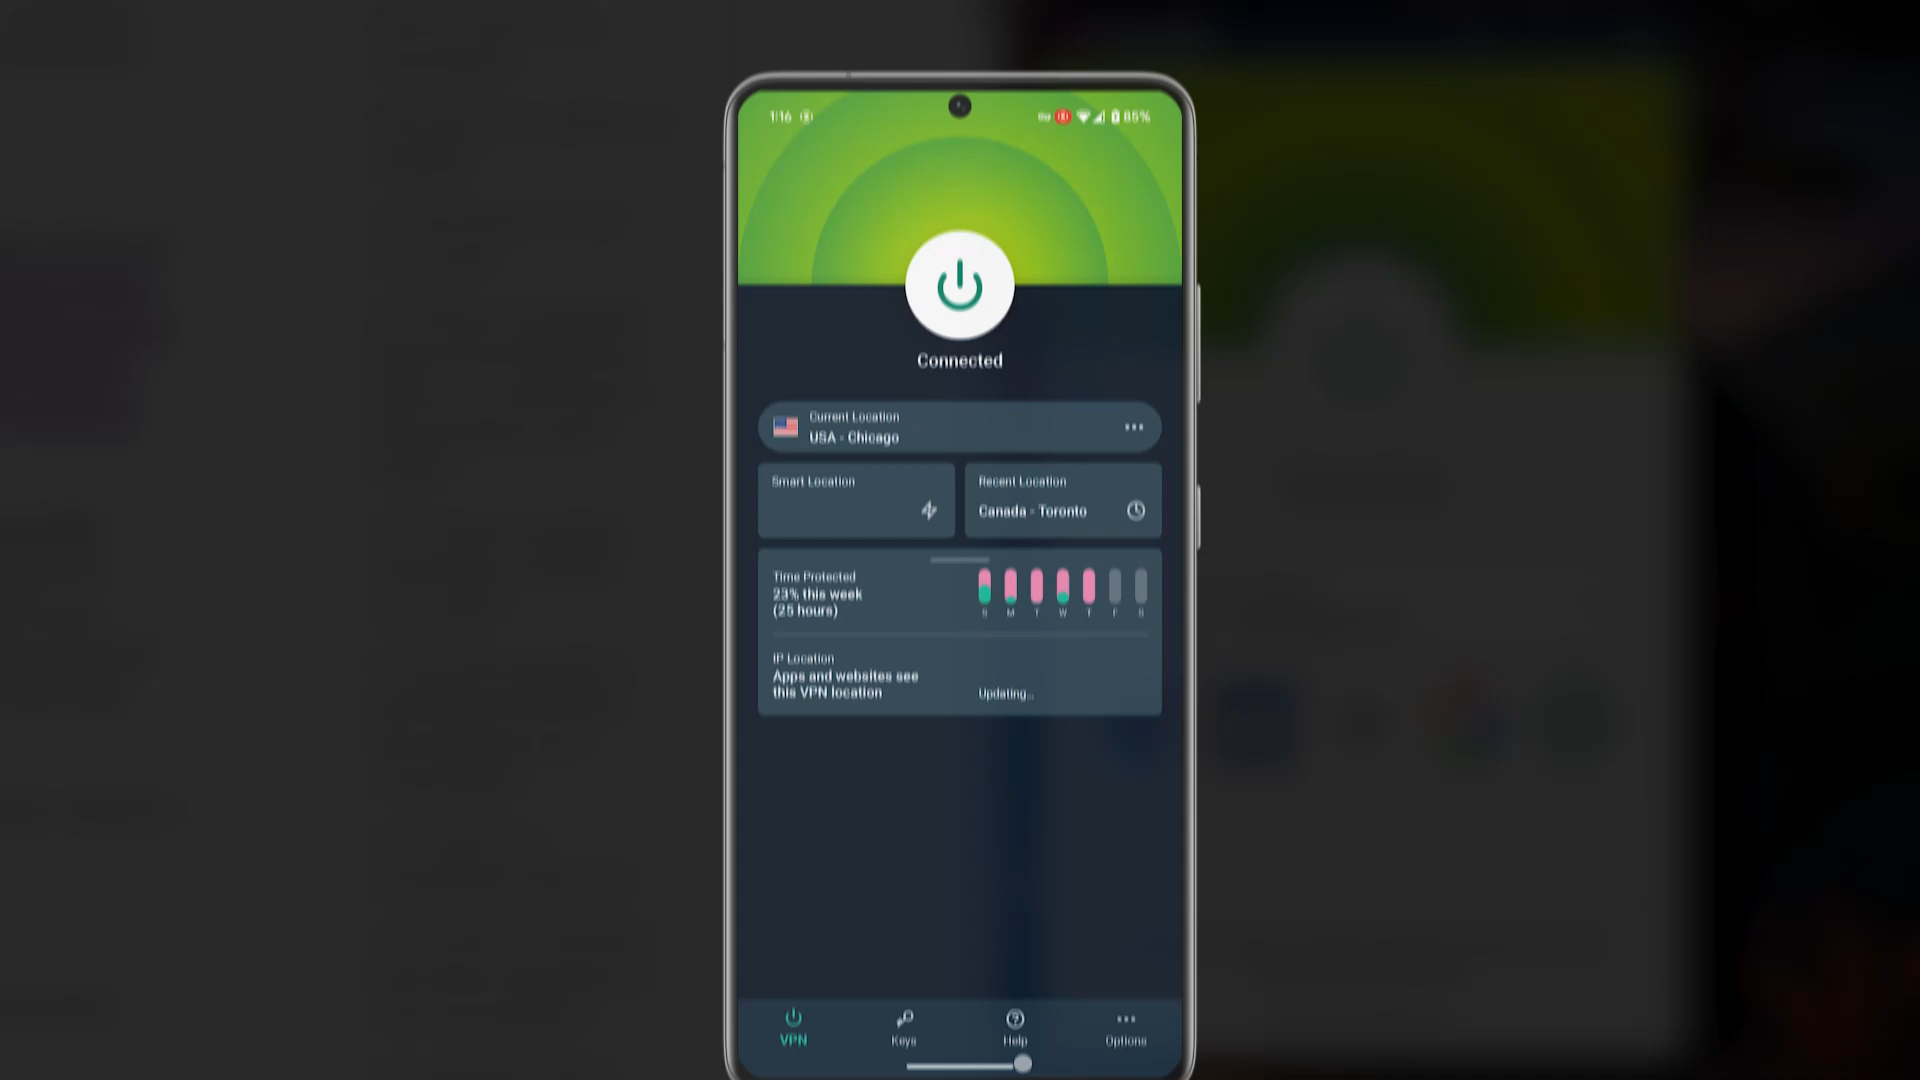 1:16
85%
Connected
Current Location
USA - Chicago
Smart Location
Recent Location
Canada - Toronto
Time Protected
23% this week
(25 hours)
S M T W T F S
IP Location
Apps and websites see
this VPN location
Updating...
VPN
Keys
Help
Options